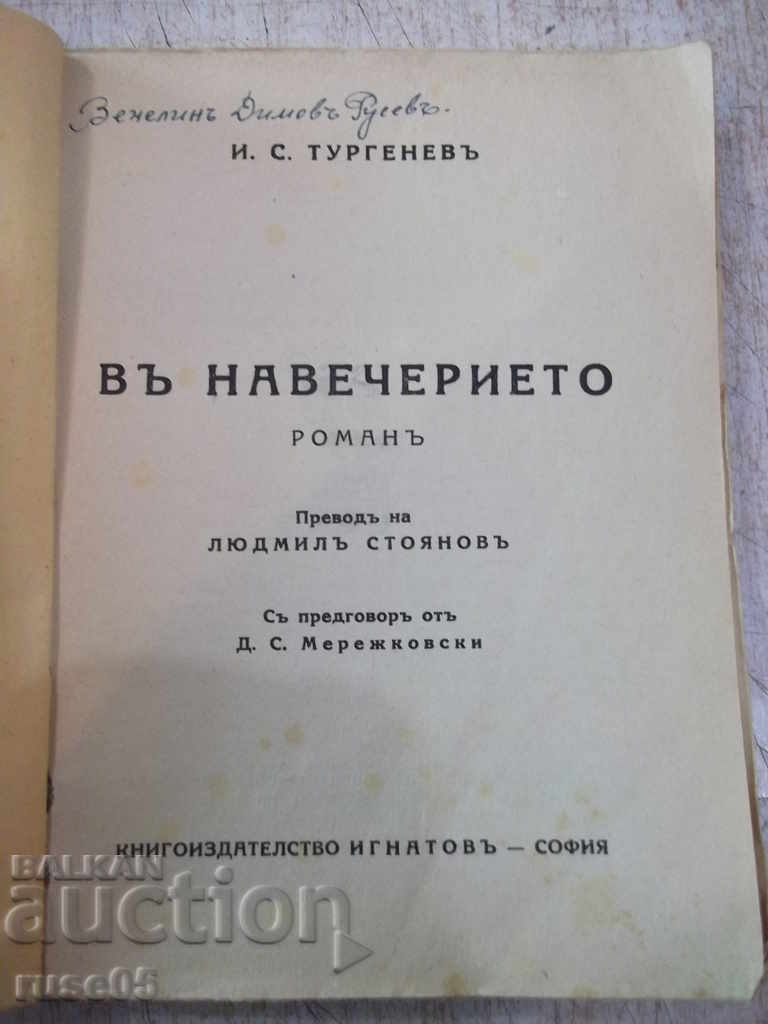 Венелинъ Димовъ Русевъ.
И. С. ТУРГЕНЕВЪ
ВЪ НАВЕЧЕРИЕТО
РОМАНЪ
Преводъ на
ЛЮДМИЛЪ СТОЯНОВЪ
Съ предговоръ отъ
Д. С. Мережковски
КНИГОИЗДАТЕЛСТВО ИГНАТОВЪ — СОФИЯ
BALKAN
auction
ruse05